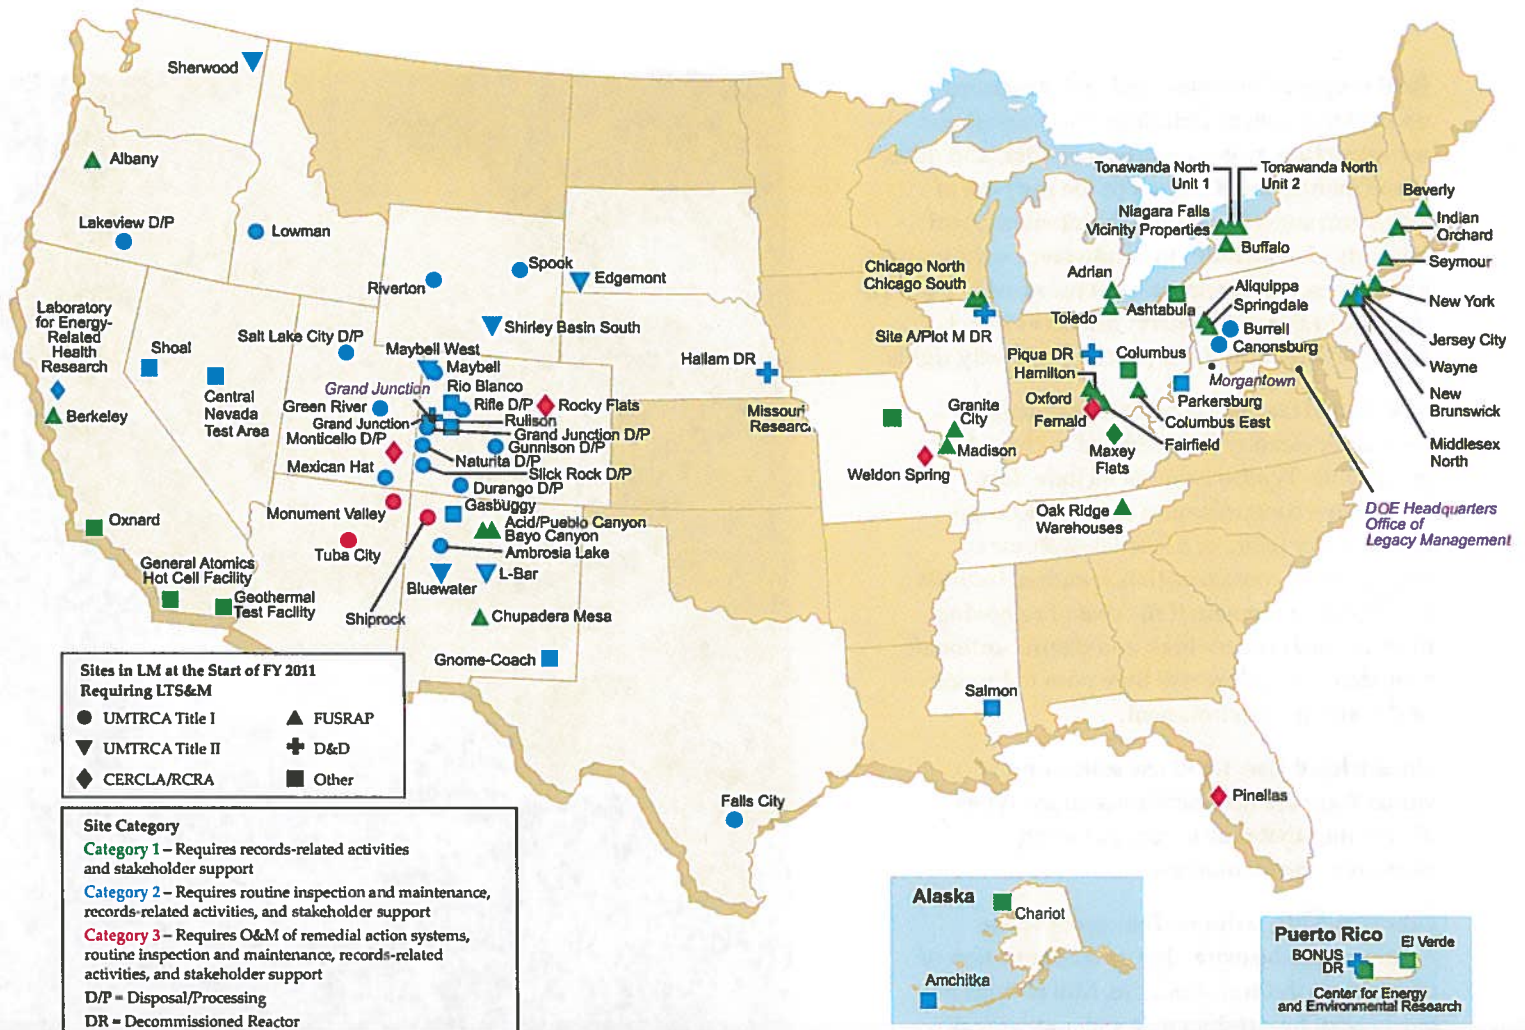 Sherwood
Albany
Lakeview D/P
Lowman
Riverton
Spook
Edgemont
Shirley Basin South
Laboratory
for Energy-
Related
Health
Research
Berkeley
Shoal
Central
Nevada
Test Area
Salt Lake City D/P
Maybell West
Maybell
Grand Junction
Rio Blanco
Green River
Rifle D/P
Rocky Flats
Grand Junction
Rulison
Monticello D/P
Grand Junction D/P
Gunnison D/P
Mexican Hat
Naturita D/P
Slick Rock D/P
Durango D/P
Monument Valley
Gasbuggy
Tuba City
Acid/Pueblo Canyon
Bayo Canyon
Ambrosia Lake
Bluewater
L-Bar
Shiprock
Chupadera Mesa
Gnome-Coach
Oxnard
General Atomics
Hot Cell Facility
Geothermal
Test Facility
Hallam DR
Missouri
Research
Chicago North
Chicago South
Site A/Plot M DR
Granite
City
Madison
Weldon Spring
Tonawanda North
Unit 1
Tonawanda North
Unit 2
Niagara Falls
Vicinity Properties
Buffalo
Adrian
Toledo
Ashtabula
Aliquippa
Springdale
Burrell
Canonsburg
Piqua DR
Columbus
Hamilton
Oxford
Fernald
Morgantown
Parkersburg
Columbus East
Fairfield
Maxey
Flats
Oak Ridge
Warehouses
Beverly
Indian
Orchard
Seymour
New York
Jersey City
Wayne
New
Brunswick
Middlesex
North
DOE Headquarters
Office of
Legacy Management
Salmon
Falls City
Pinellas
Sites in LM at the Start of FY 2011
Requiring LTS&M
UMTRCA Title I
FUSRAP
UMTRCA Title II
D&D
CERCLA/RCRA
Other
Site Category
Category 1 – Requires records-related activities
and stakeholder support
Category 2 – Requires routine inspection and maintenance,
records-related activities, and stakeholder support
Category 3 – Requires O&M of remedial action systems,
routine inspection and maintenance, records-related
activities, and stakeholder support
D/P = Disposal/Processing
DR = Decommissioned Reactor
Alaska
Chariot
Amchitka
Puerto Rico
El Verde
BONUS
DR
Center for Energy
and Environmental Research